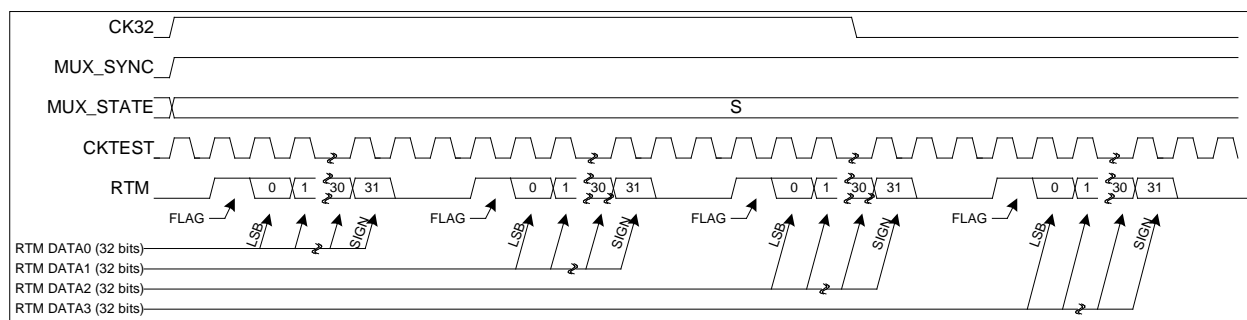 CK32
MUX_SYNC
MUX_STATE S
CKTEST
RTM 0 1 30 31 0 1 30 31 0 1 30 31 0 1 30 31
FLAG FLAG FLAG FLAG
LSB SIGN LSB SIGN LSB SIGN LSB SIGN
RTM DATA0 (32 bits)
RTM DATA1 (32 bits)
RTM DATA2 (32 bits)
RTM DATA3 (32 bits)